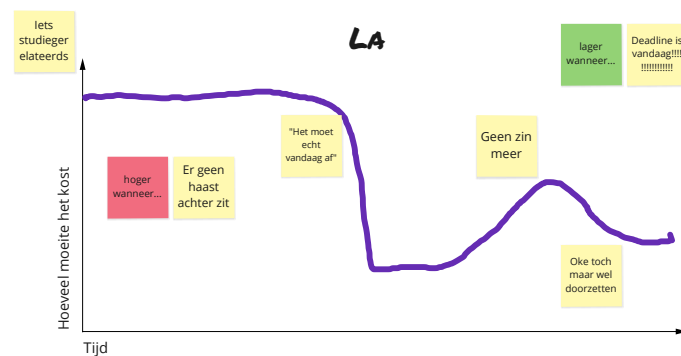 Iets
studieger
elateerds
LA
lager
wanneer...
Deadline is
vandaag!!!!
!!!!!!!!!!!!
"Het moet
echt
vandaag af"
Geen zin
meer
hoger
wanneer...
Er geen
haast
achter zit
Oke toch
maar wel
doorzetten
Hoeveel moeite het kost
Tijd